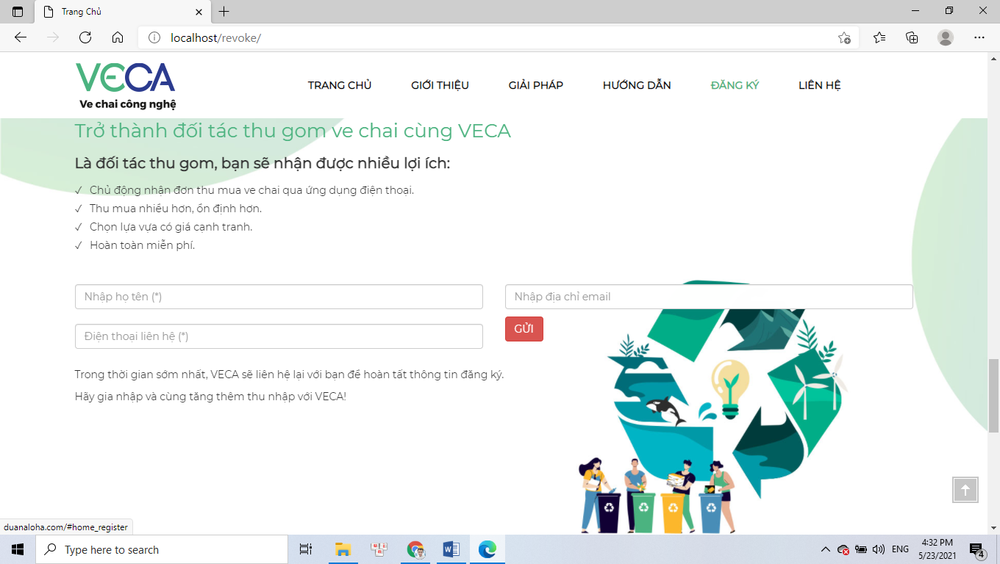 Trang Chủ
localhost/revoke/
VECA
Ve chai công nghệ
TRANG CHỦ
GIỚI THIỆU
GIẢI PHÁP
HƯỚNG DẪN
ĐĂNG KÝ
LIÊN HỆ
Trở thành đối tác thu gom ve chai cùng VECA
Là đối tác thu gom, bạn sẽ nhận được nhiều lợi ích:
✓ Chủ động nhận đơn thu mua ve chai qua ứng dụng điện thoại.
✓ Thu mua nhiều hơn, ổn định hơn.
✓ Chọn lựa vựa có giá cạnh tranh.
✓ Hoàn toàn miễn phí.
Nhập họ tên (*)
Nhập địa chỉ email
Điện thoại liên hệ (*)
GỬI
Trong thời gian sớm nhất, VECA sẽ liên hệ lại với bạn để hoàn tất thông tin đăng ký.
Hãy gia nhập và cùng tăng thêm thu nhập với VECA!
duanaloha.com/#home_register
Type here to search
ENG
4:32 PM
5/23/2021
4